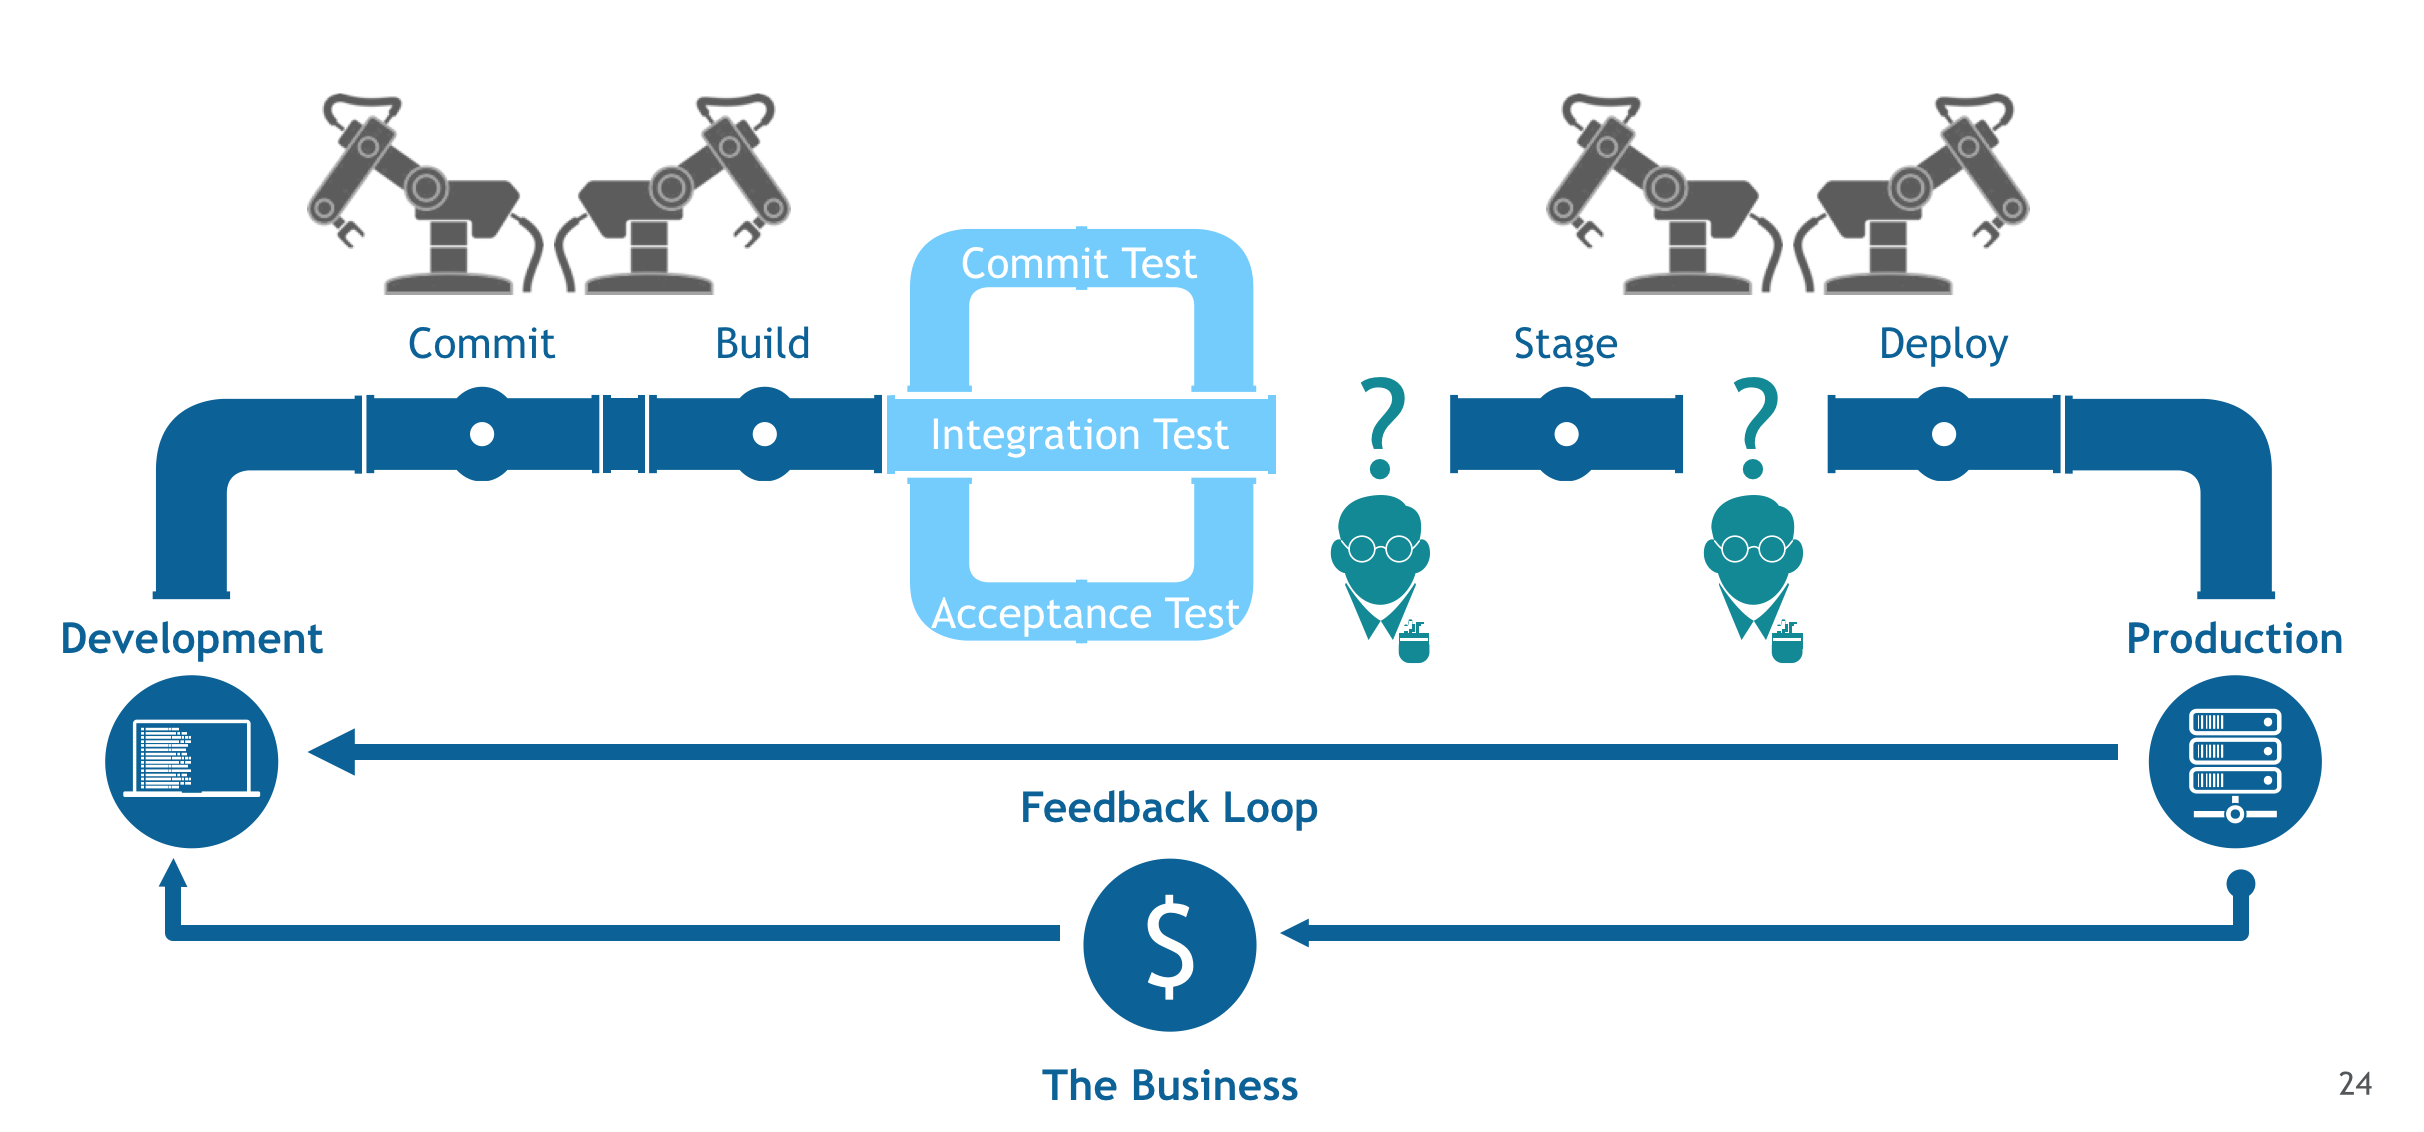 Commit Test
Commit
Build
Stage
Deploy
?
?
Integration Test
Acceptance Test
Development
Production
Feedback Loop
$
The Business
24